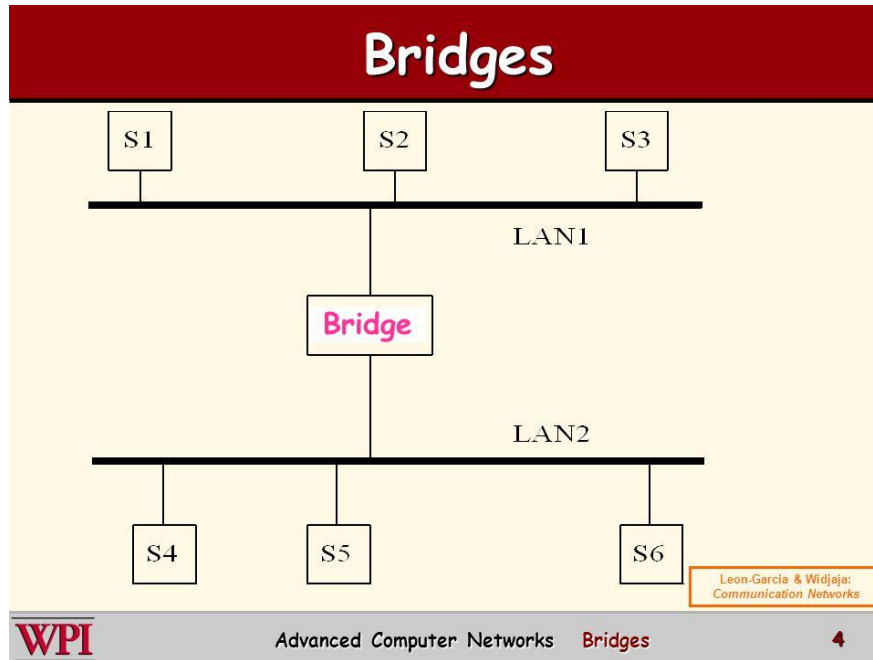 Bridges
S1 S2 S3
LAN1
Bridge
LAN2
S4 S5 S6
Leon-Garcia & Widjaja:
Communication Networks
WPI Advanced Computer Networks Bridges 4